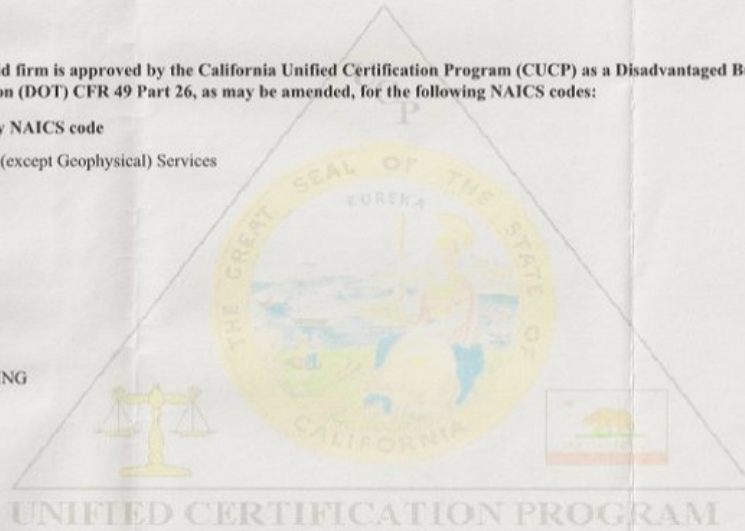 d firm is approved by the California Unified Certification Program (CUCP) as a Disadvantaged B
on (DOT) CFR 49 Part 26, as may be amended, for the following NAICS codes:
P
y NAICS code
(except Geophysical) Services
THE GREAT SEAL OF THE STATE OF
EUREKA
NG
CALIFORNIA
UNIFIED CERTIFICATION PROGRAM